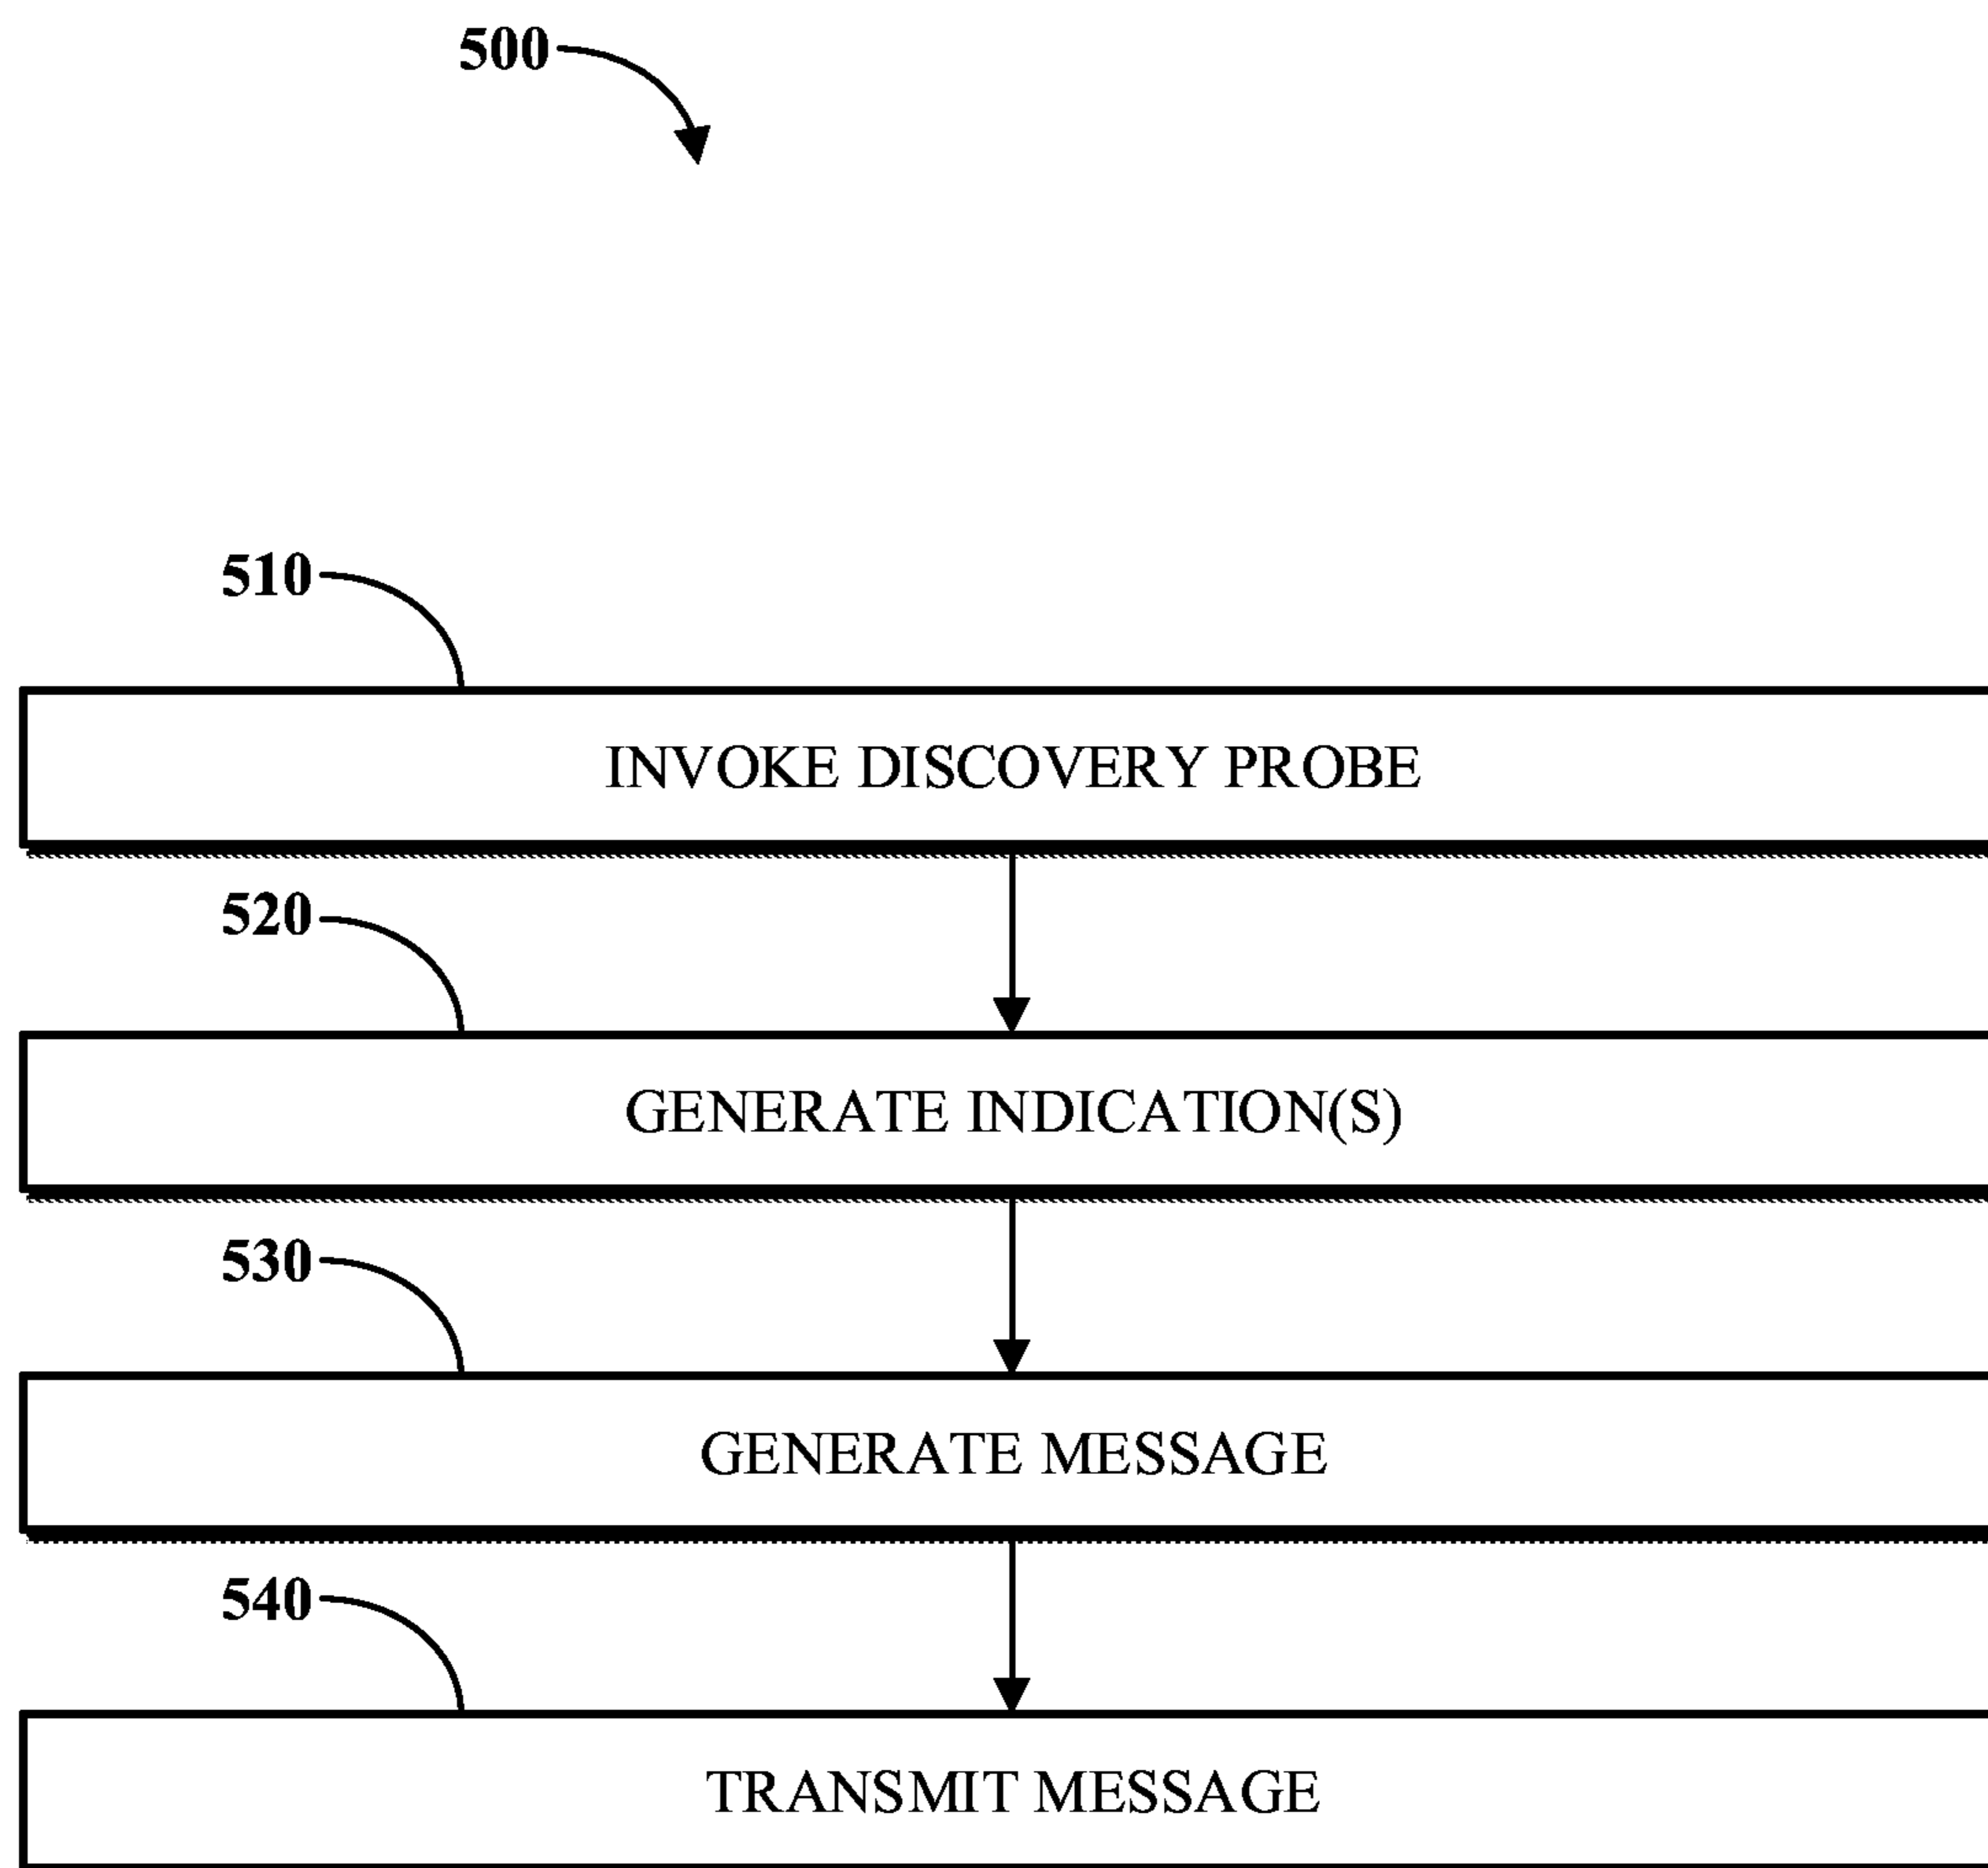 500
510
INVOKE DISCOVERY PROBE
520
GENERATE INDICATION(S)
530
GENERATE MESSAGE
540
TRANSMIT MESSAGE